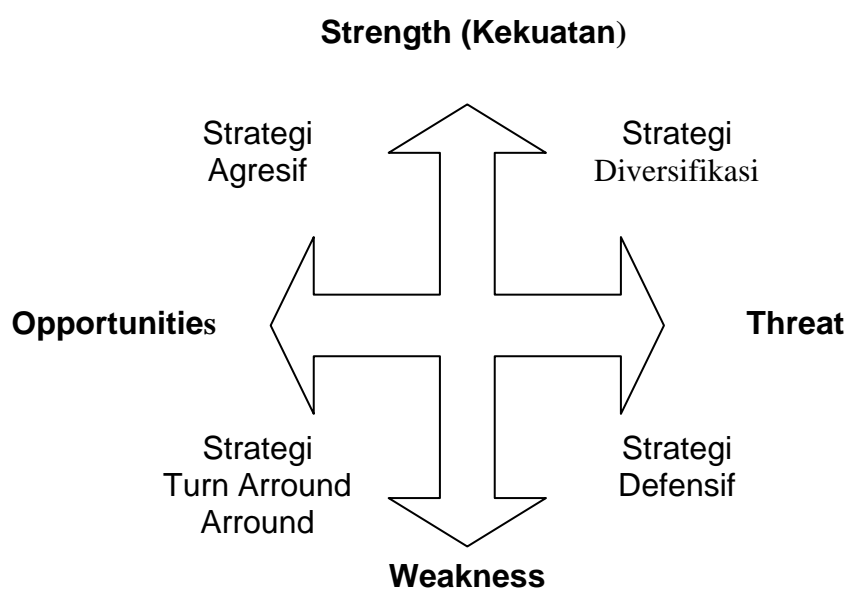 Strength (Kekuatan)
Strategi
Agresif
Strategi
Diversifikasi
Opportunities
Threat
Strategi
Turn Arround
Arround
Strategi
Defensif
Weakness